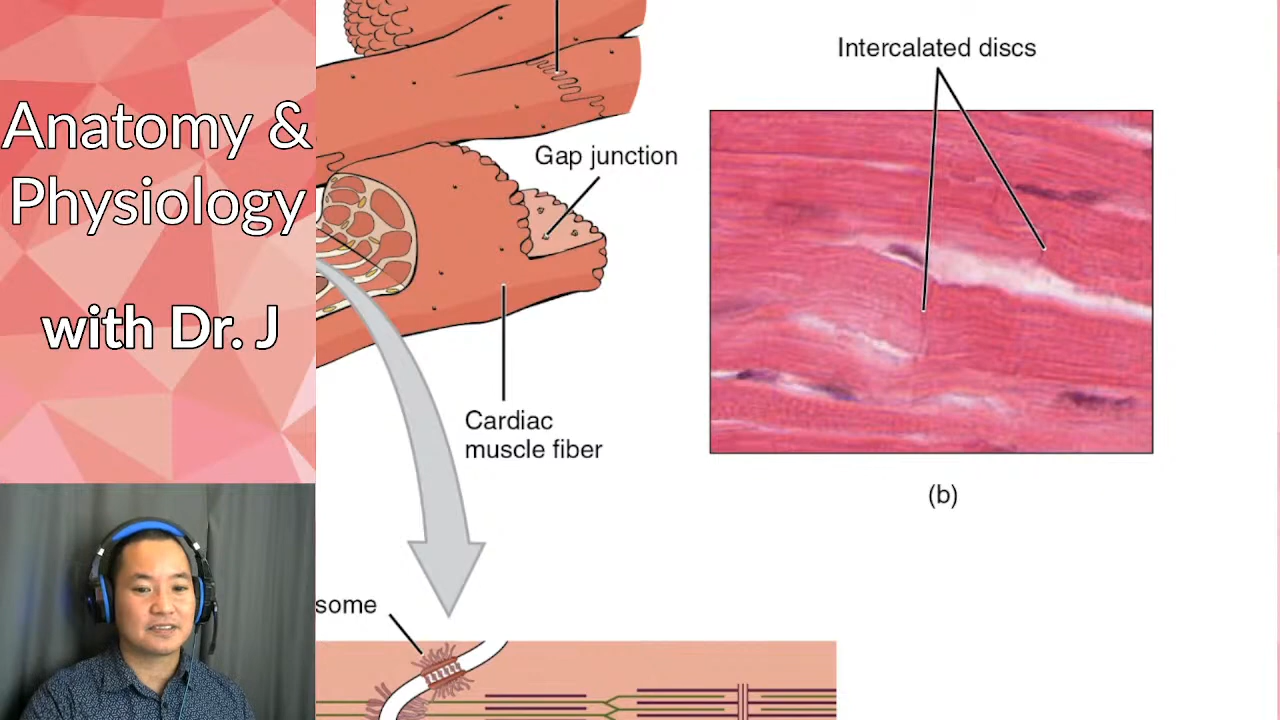 Anatomy &
Physiology
with Dr. J
Intercalated discs
Gap junction
Cardiac
muscle fiber
(b)
some